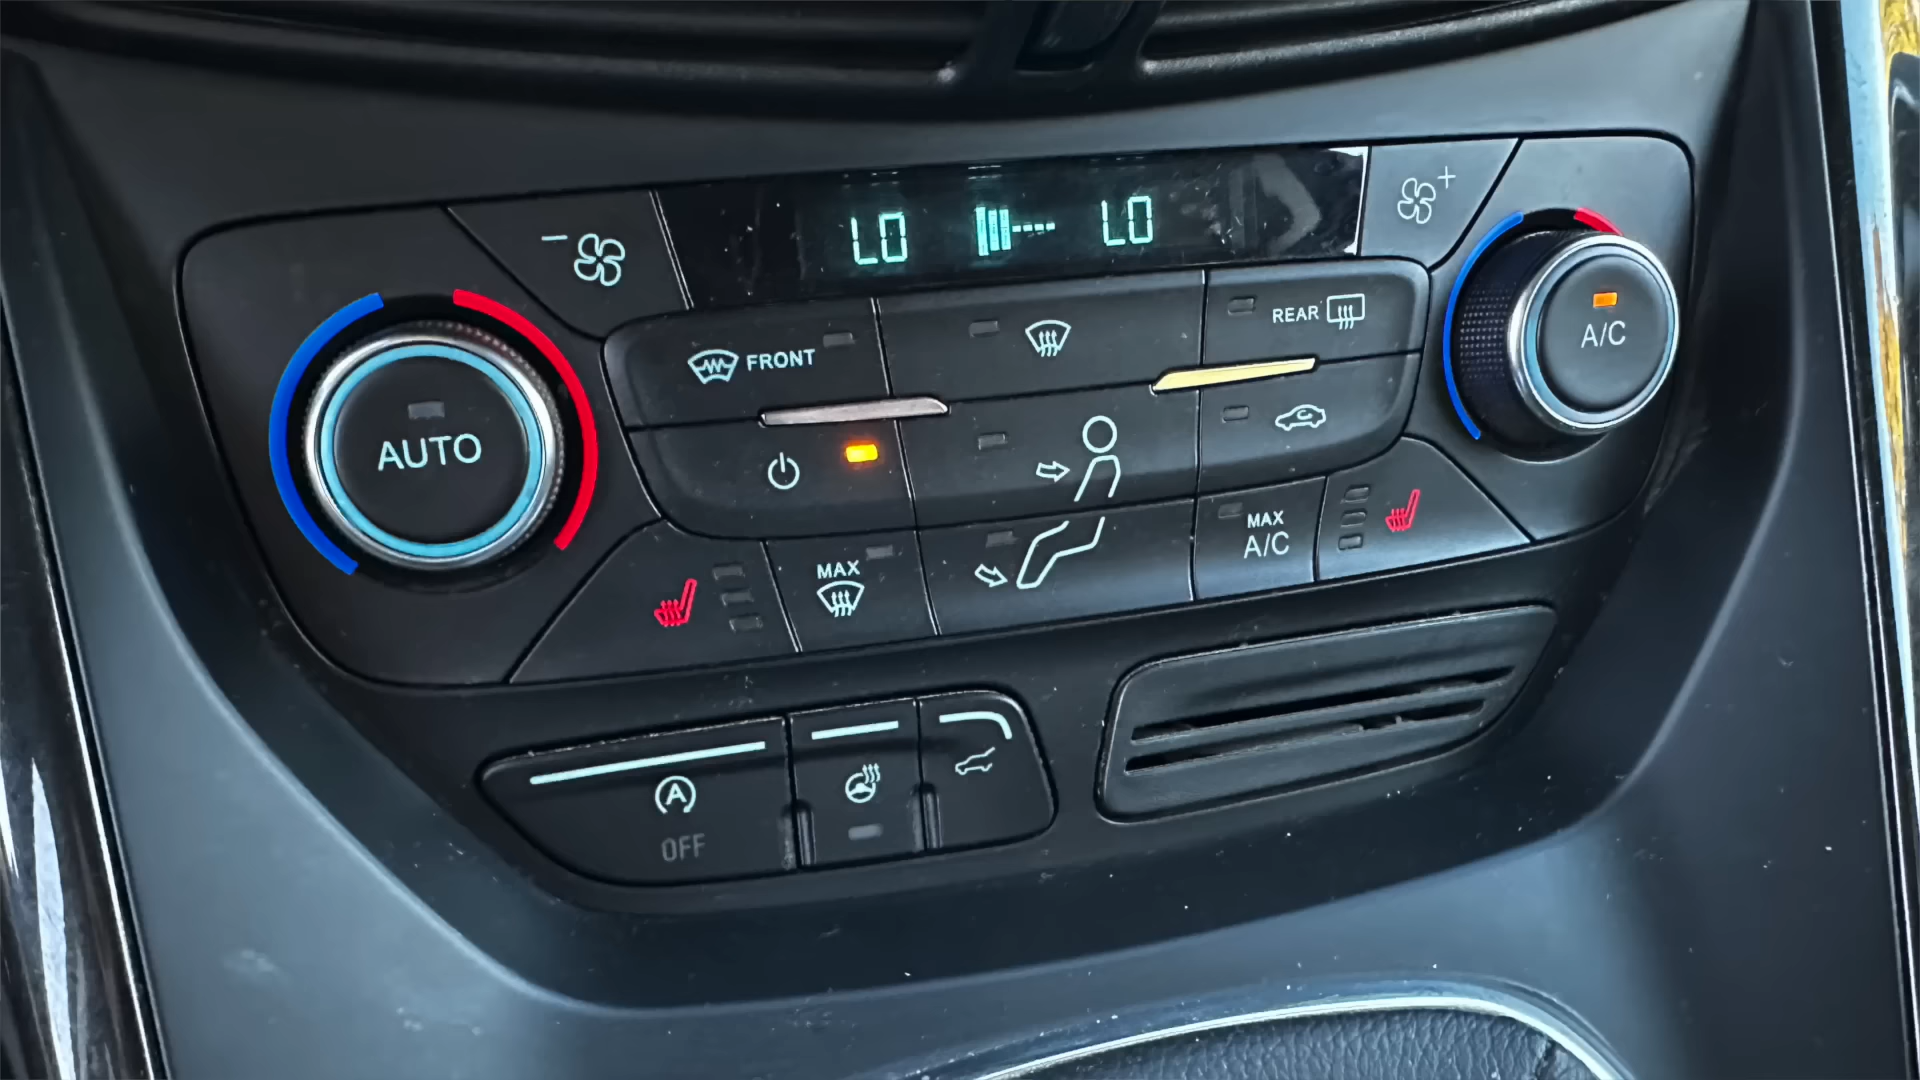 LO LO
REAR
A/C
FRONT
AUTO
MAX
A/C
MAX
A
OFF